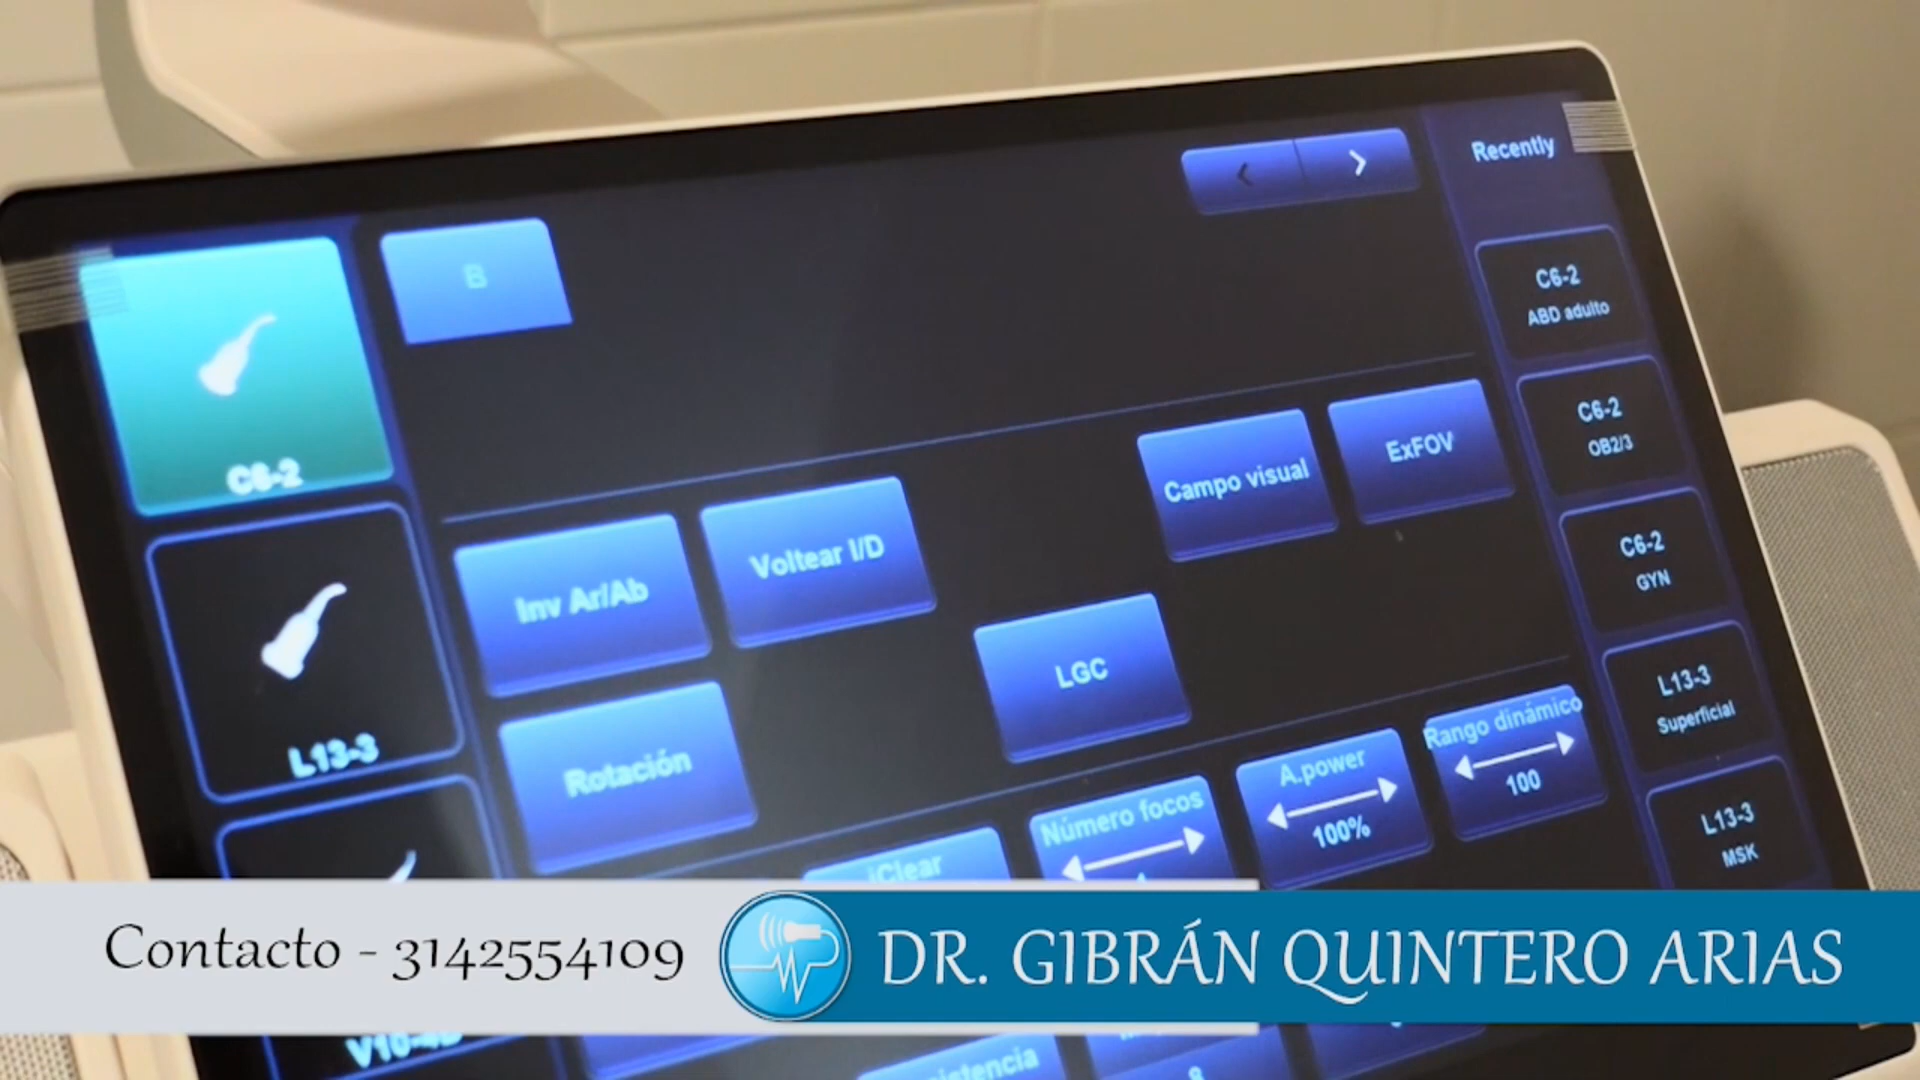 Recently
B
C6-2
L13-3
Inv Ar/Ab
Voltear I/D
Campo visual
ExFOV
Rotación
LGC
iClear
Número focos
A.power
100%
Rango dinámico
100
C6-2
ABD adulto
C6-2
OB2/3
C6-2
GYN
L13-3
Superficial
L13-3
MSK
Contacto - 3142554109
DR. GIBRÁN QUINTERO ARIAS
8